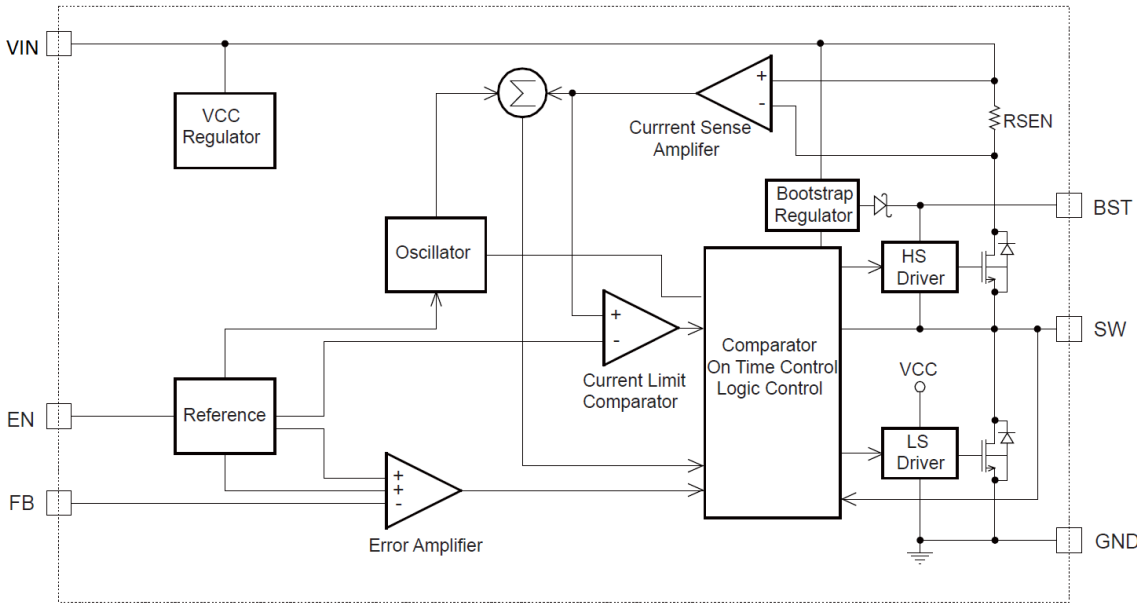 VIN
VCC
Regulator
Σ
+
-
Currrent Sense
Amplifer
RSEN
Bootstrap
Regulator
BST
Oscillator
HS
Driver
+
-
Current Limit
Comparator
Comparator
On Time Control
Logic Control
SW
VCC
EN
Reference
LS
Driver
FB
+
+
-
Error Amplifier
GND